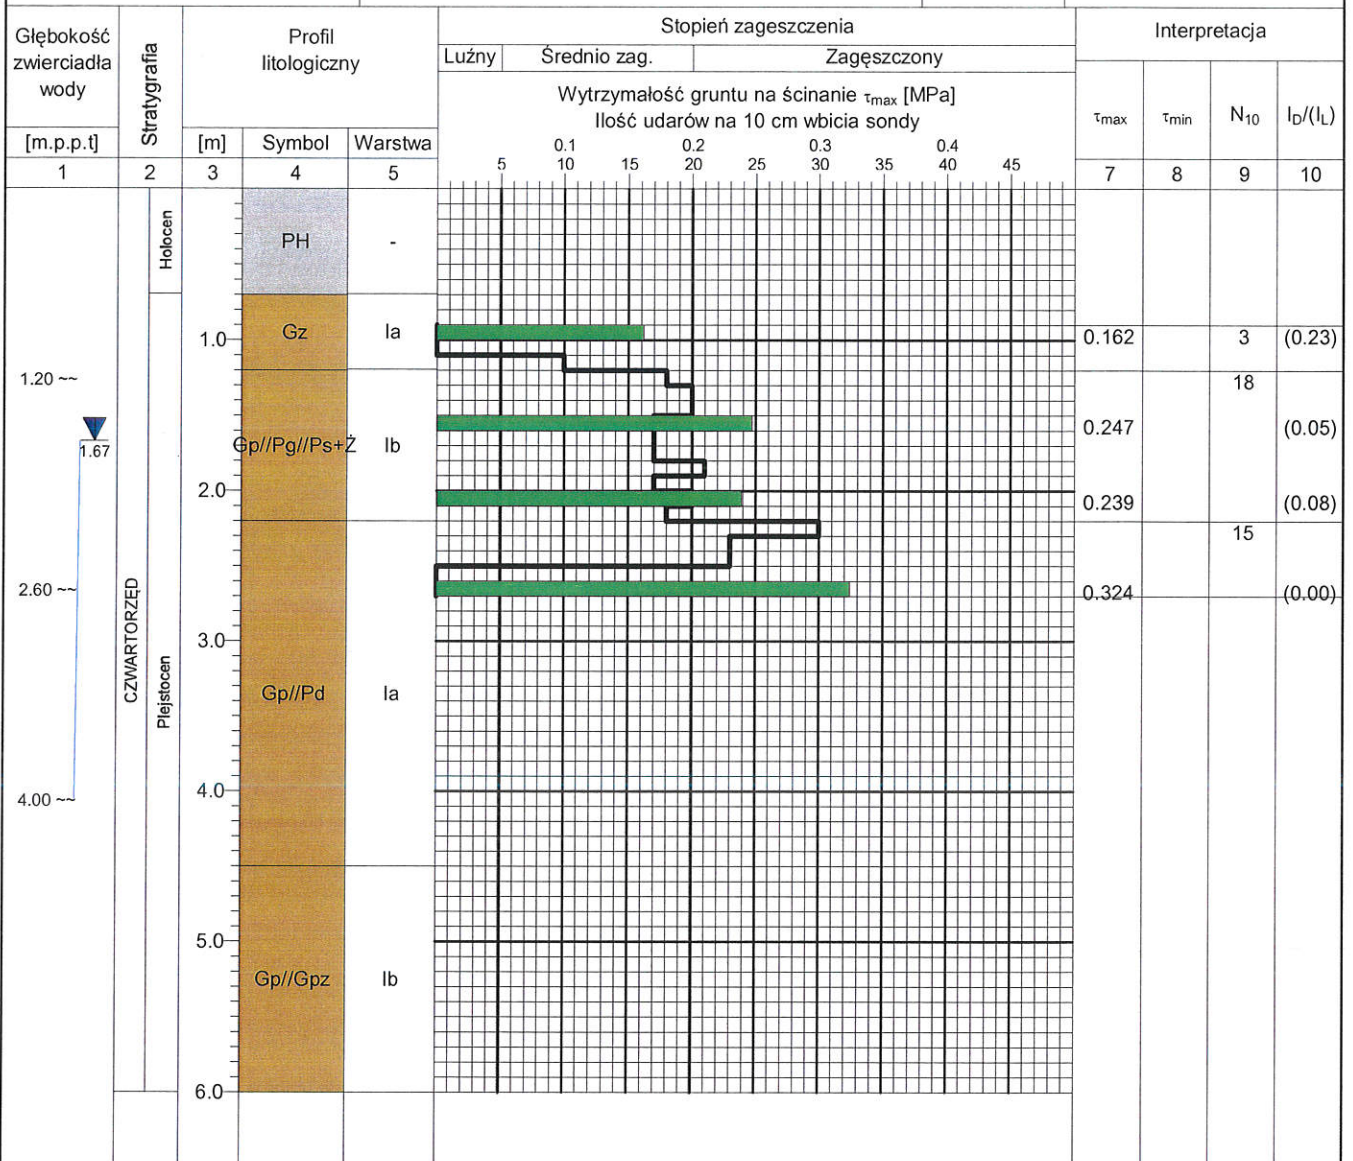 Głębokość
zwierciadła
wody
[m.p.p.t]
1
Stratygrafia
2
Profil
litologiczny
[m]
Symbol
Warstwa
3
4
5
Stopień zageszczenia
Luźny
Średnio zag.
Zagęszczony
Wytrzymałość gruntu na ścinanie τmax [MPa]
Ilość udarów na 10 cm wbicia sondy
0.1 0.2 0.3 0.4
5 10 15 20 25 30 35 40 45
Interpretacja
τmax
τmin
N10
ID/(IL)
7
8
9
10
Holocen
CZWARTORZĘD
Plejstocen
1.20 ~~
1.67
2.60 ~~
4.00 ~~
1.0
2.0
3.0
4.0
5.0
6.0
PH
-
Gz
Ia
Gp//Pg//Ps+Ż
Ib
Gp//Pd
Ia
Gp//Gpz
Ib
0.162 3 (0.23)
18
0.247 (0.05)
0.239 (0.08)
15
0.324 (0.00)